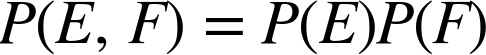 P(E, F) = P(E)P(F)